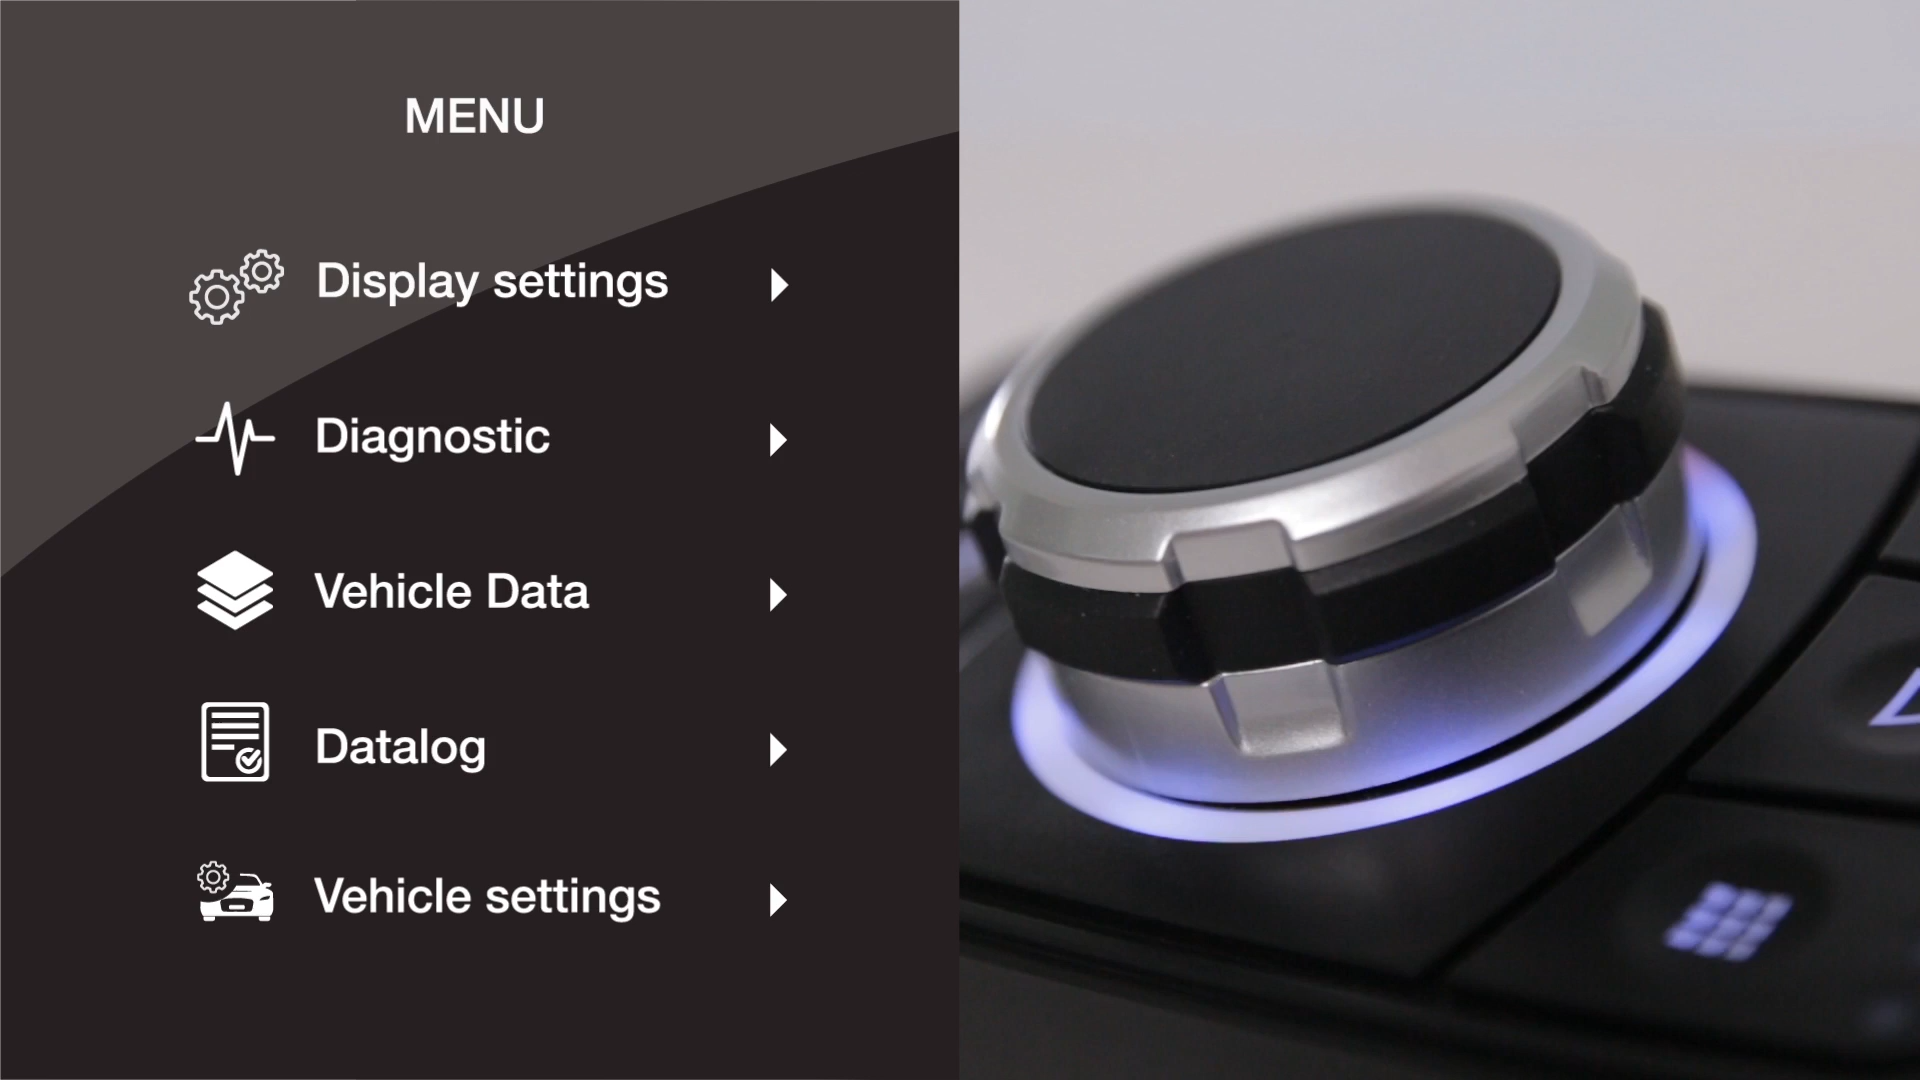 MENU
Display settings
Diagnostic
Vehicle Data
Datalog
Vehicle settings